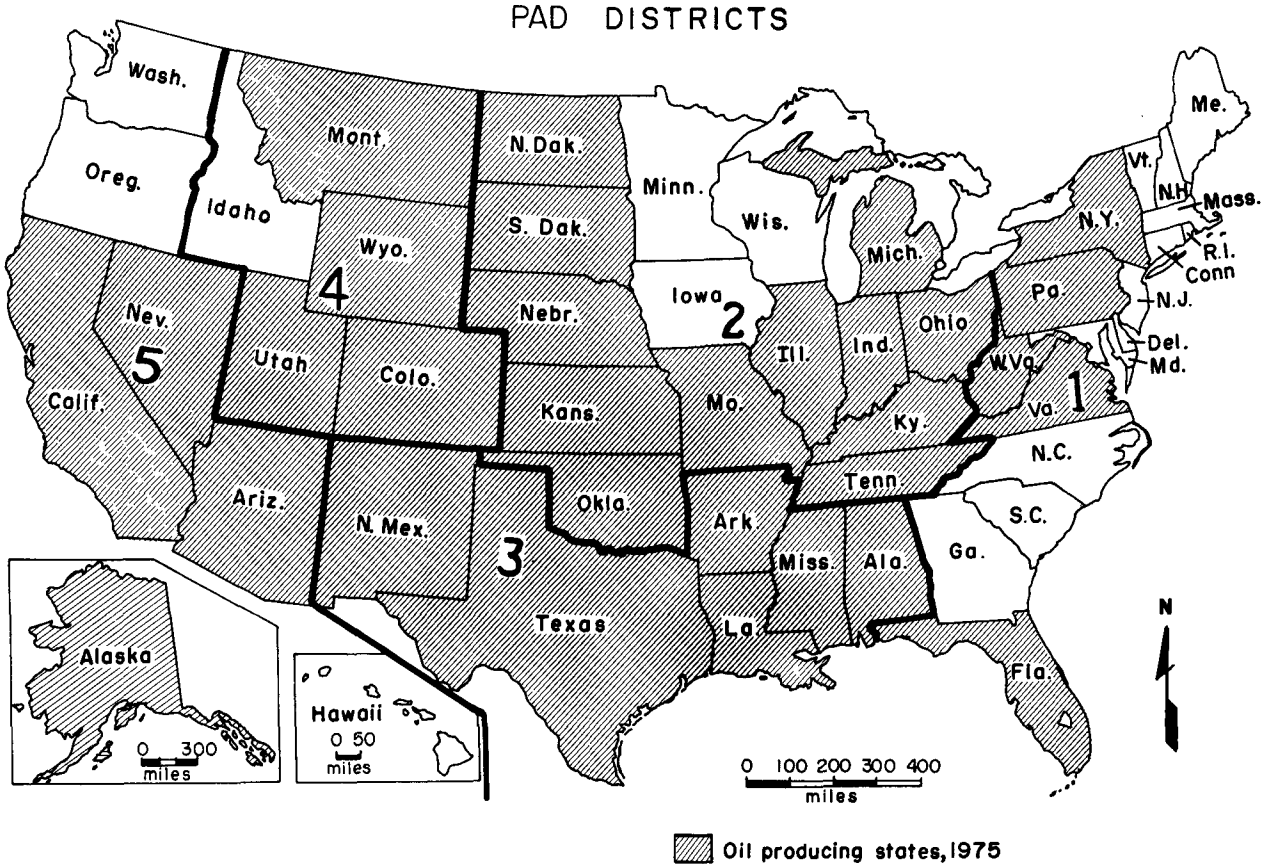 PAD DISTRICTS
Wash.
Oreg.
Idaho
Mont.
N. Dak.
Minn.
S. Dak.
Wyo.
4
Wis.
Mich.
Me.
Vt.
N.H.
Mass.
N.Y.
R.I.
Conn
Pa.
N.J.
Del.
Md.
Nebr.
Iowa
2
Ill.
Ind.
Ohio
W.Va.
Va.
1
Nev.
5
Utah
Colo.
Kans.
Mo.
Ky.
Calif.
Ariz.
N. Mex.
Okla.
Ark.
Tenn.
N.C.
S.C.
3
Texas
La.
Miss.
Ala.
Ga.
Fla.
Alaska
0 300
miles
Hawaii
0 50
miles
N
0 100 200 300 400
miles
Oil producing states, 1975